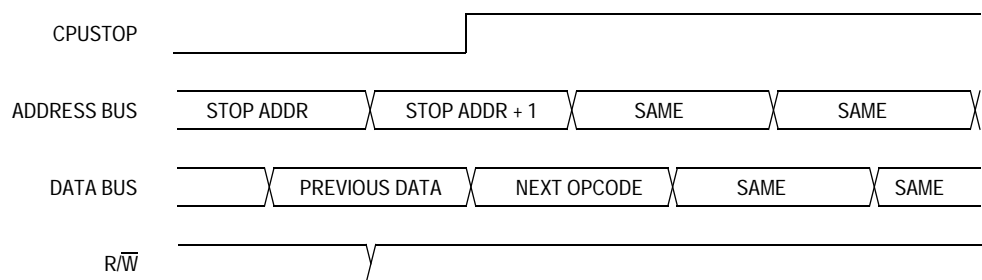 CPUSTOP
ADDRESS BUS STOP ADDR STOP ADDR + 1 SAME SAME
DATA BUS PREVIOUS DATA NEXT OPCODE SAME SAME
R/W̅